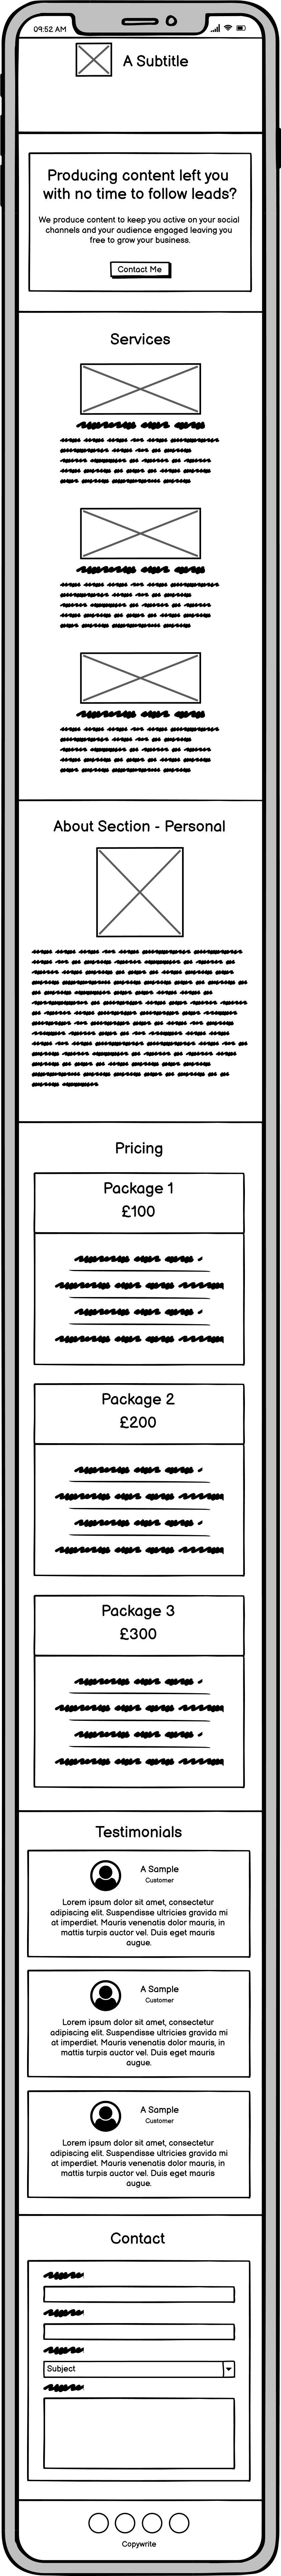 09:52 AM
A Subtitle
Producing content left you
with no time to follow leads?
We produce content to keep you active on your social
channels and your audience engaged leaving you
free to grow your business.
Contact Me
Services
About Section - Personal
Pricing
Package 1
£100
Package 2
£200
Package 3
£300
Testimonials
A Sample
Customer
Lorem ipsum dolor sit amet, consectetur
adipiscing elit. Suspendisse ultricies gravida mi
at imperdiet. Mauris venenatis dolor mauris, in
mattis turpis auctor vel. Duis eget mauris
augue.
A Sample
Customer
Lorem ipsum dolor sit amet, consectetur
adipiscing elit. Suspendisse ultricies gravida mi
at imperdiet. Mauris venenatis dolor mauris, in
mattis turpis auctor vel. Duis eget mauris
augue.
A Sample
Customer
Lorem ipsum dolor sit amet, consectetur
adipiscing elit. Suspendisse ultricies gravida mi
at imperdiet. Mauris venenatis dolor mauris, in
mattis turpis auctor vel. Duis eget mauris
augue.
Contact
Subject
Copywrite